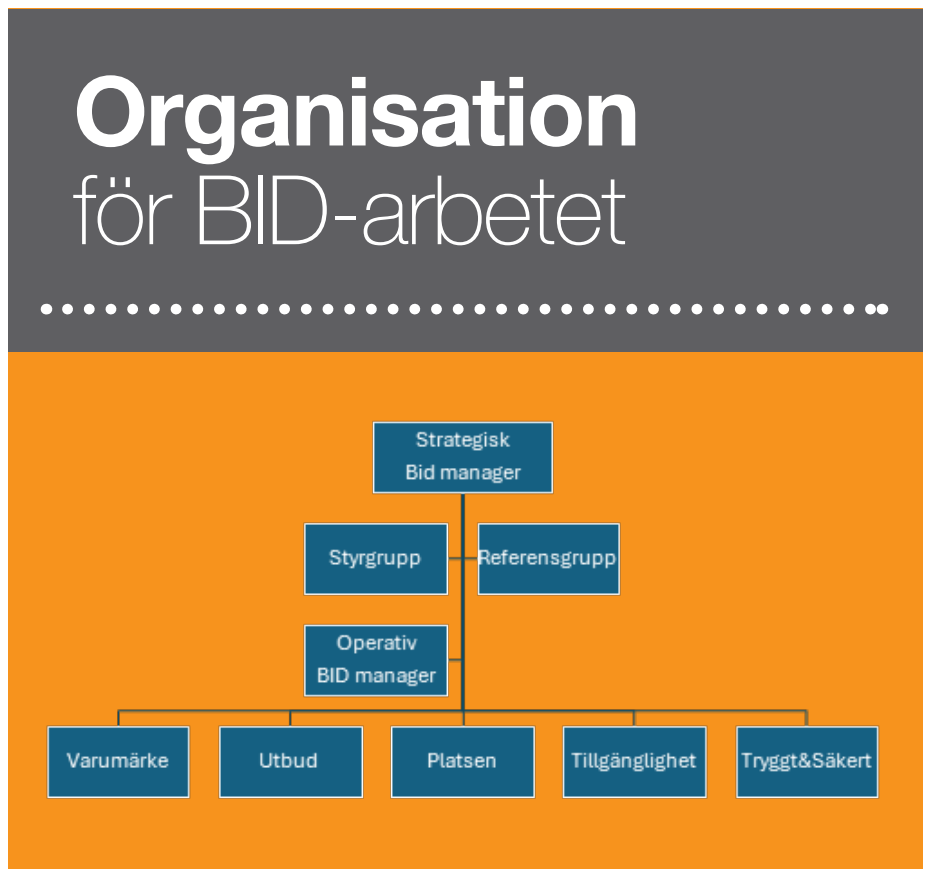 Organisation
för BID-arbetet
Strategisk
Bid manager
Styrgrupp
Referensgrupp
Operativ
BID manager
Varumärke
Utbud
Platsen
Tillgänglighet
Tryggt&Säkert